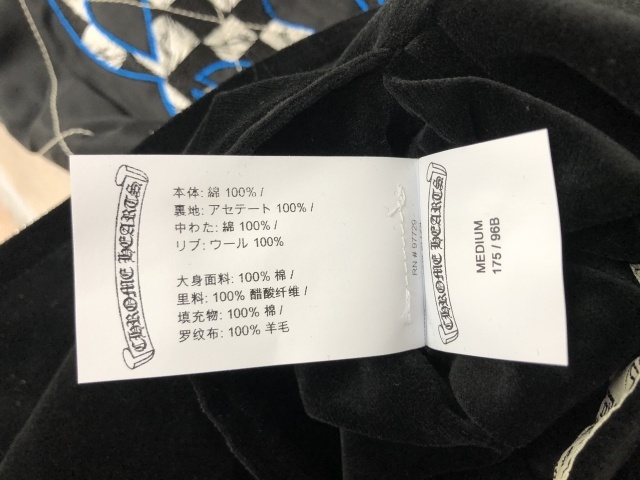 CHROME HEARTS
本体: 綿 100% /
裏地: アセテート 100% /
中わた: 綿 100% /
リブ: ウール 100%
大身面料: 100% 棉 /
里料: 100% 醋酸纤维 /
填充物: 100% 棉 /
罗纹布: 100% 羊毛
RN # 97729
CHROME HEARTS
MEDIUM
175 / 96B